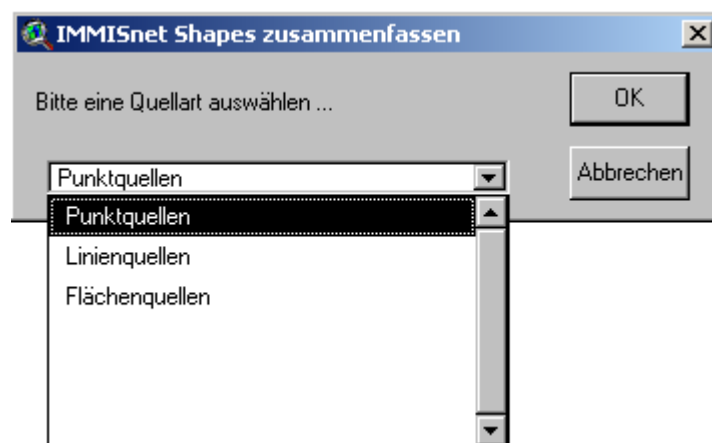 IMMISnet Shapes zusammenfassen
Bitte eine Quellart auswählen ...
OK
Abbrechen
Punktquellen
Punktquellen
Linienquellen
Flächenquellen